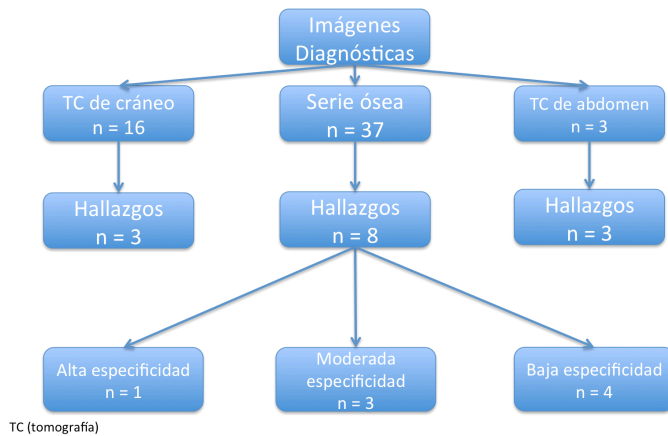 Imágenes
Diagnósticas
TC de cráneo
n = 16
Serie ósea
n = 37
TC de abdomen
n = 3
Hallazgos
n = 3
Hallazgos
n = 8
Hallazgos
n = 3
Alta especificidad
n = 1
Moderada
especificidad
n = 3
Baja especificidad
n = 4
TC (tomografía)